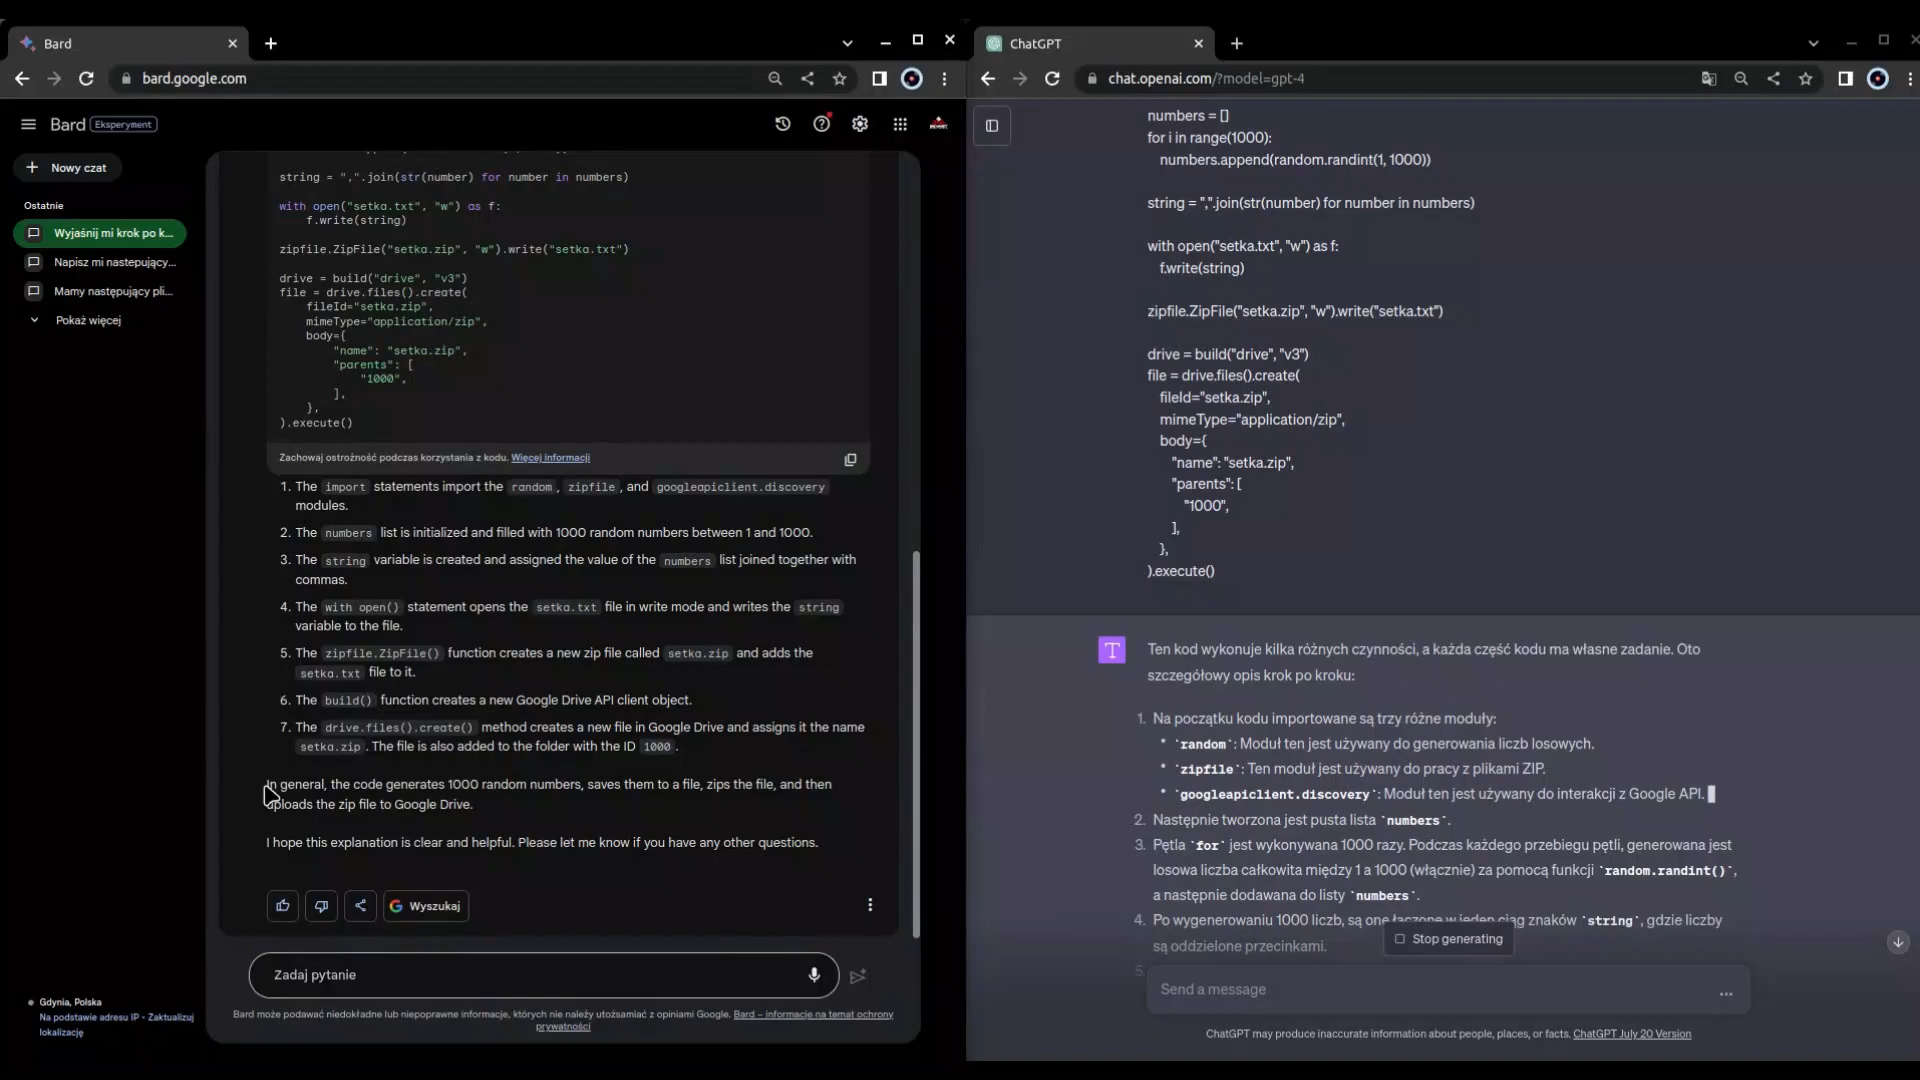 Bard
bard.google.com
Bard Eksperyment
Nowy czat
Ostatnie
Wyjaśnij mi krok po k...
Napisz mi nastepujący...
Mamy następujący pli...
Pokaż więcej
string = ",".join(str(number) for number in numbers)
with open("setka.txt", "w") as f:
f.write(string)
zipfile.ZipFile("setka.zip", "w").write("setka.txt")
drive = build("drive", "v3")
file = drive.files().create(
fileId="setka.zip",
mimeType="application/zip",
body={
"name": "setka.zip",
"parents": [
"1000",
],
},
).execute()
Zachowaj ostrożność podczas korzystania z kodu. Więcej informacji
1. The import statements import the random, zipfile, and googleapiclient.discovery
modules.
2. The numbers list is initialized and filled with 1000 random numbers between 1 and 1000.
3. The string variable is created and assigned the value of the numbers list joined together with
commas.
4. The with open() statement opens the setka.txt file in write mode and writes the string
variable to the file.
5. The zipfile.ZipFile() function creates a new zip file called setka.zip and adds the
setka.txt file to it.
6. The build() function creates a new Google Drive API client object.
7. The drive.files().create() method creates a new file in Google Drive and assigns it the name
setka.zip. The file is also added to the folder with the ID 1000.
In general, the code generates 1000 random numbers, saves them to a file, zips the file, and then
uploads the zip file to Google Drive.
I hope this explanation is clear and helpful. Please let me know if you have any other questions.
Wyszukaj
Zadaj pytanie
Gdynia, Polska
Na podstawie adresu IP • Zaktualizuj
lokalizację
Bard może podawać niedokładne lub niepoprawne informacje, których nie należy utożsamiać z opiniami Google. Bard – informacje na temat ochrony
prywatności
ChatGPT
chat.openai.com/?model=gpt-4
numbers = []
for i in range(1000):
numbers.append(random.randint(1, 1000))
string = ",".join(str(number) for number in numbers)
with open("setka.txt", "w") as f:
f.write(string)
zipfile.ZipFile("setka.zip", "w").write("setka.txt")
drive = build("drive", "v3")
file = drive.files().create(
fileId="setka.zip",
mimeType="application/zip",
body={
"name": "setka.zip",
"parents": [
"1000",
],
},
).execute()
Ten kod wykonuje kilka różnych czynności, a każda część kodu ma własne zadanie. Oto
szczegółowy opis krok po kroku:
1. Na początku kodu importowane są trzy różne moduły:
• `random`: Moduł ten jest używany do generowania liczb losowych.
• `zipfile`: Ten moduł jest używany do pracy z plikami ZIP.
• `googleapiclient.discovery`: Moduł ten jest używany do interakcji z Google API.
2. Następnie tworzona jest pusta lista `numbers`.
3. Pętla `for` jest wykonywana 1000 razy. Podczas każdego przebiegu pętli, generowana jest
losowa liczba całkowita między 1 a 1000 (włącznie) za pomocą funkcji `random.randint()`,
a następnie dodawana do listy `numbers`.
4. Po wygenerowaniu 1000 liczb, są one łączone w jeden ciąg znaków `string`, gdzie liczby
są oddzielone przecinkami.
5.
Stop generating
Send a message
ChatGPT may produce inaccurate information about people, places, or facts. ChatGPT July 20 Version